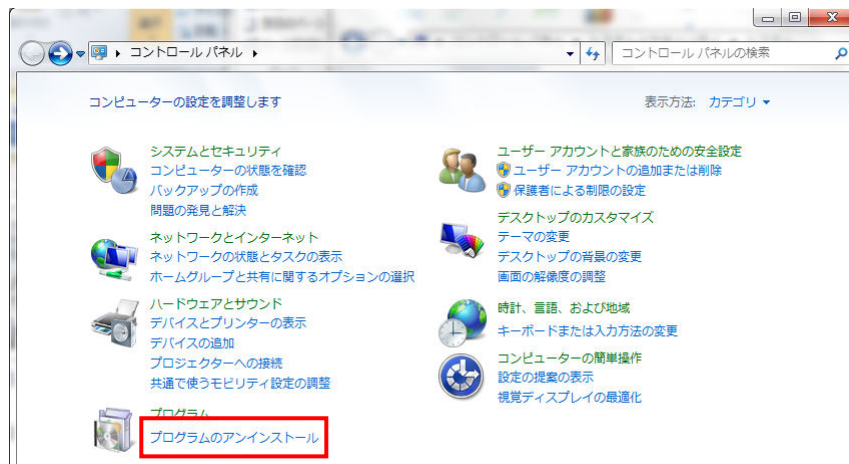 コントロール パネル
コントロール パネルの検索
コンピューターの設定を調整します
表示方法: カテゴリ
システムとセキュリティ
コンピューターの状態を確認
バックアップの作成
問題の発見と解決
ネットワークとインターネット
ネットワークの状態とタスクの表示
ホームグループと共有に関するオプションの選択
ハードウェアとサウンド
デバイスとプリンターの表示
デバイスの追加
プロジェクターへの接続
共通で使うモビリティ設定の調整
プログラム
プログラムのアンインストール
ユーザー アカウントと家族のための安全設定
ユーザー アカウントの追加または削除
保護者による制限の設定
デスクトップのカスタマイズ
テーマの変更
デスクトップの背景の変更
画面の解像度の調整
時計、言語、および地域
キーボードまたは入力方法の変更
コンピューターの簡単操作
設定の提案の表示
視覚ディスプレイの最適化